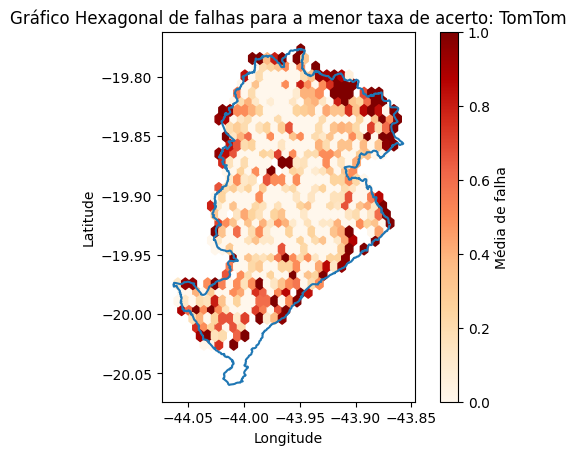 Gráfico Hexagonal de falhas para a menor taxa de acerto: TomTom
−19.80
−19.85
−19.90
−19.95
−20.00
−20.05
Latitude
−44.05 −44.00 −43.95 −43.90 −43.85
Longitude
1.0
0.8
0.6
0.4
0.2
0.0
Média de falha